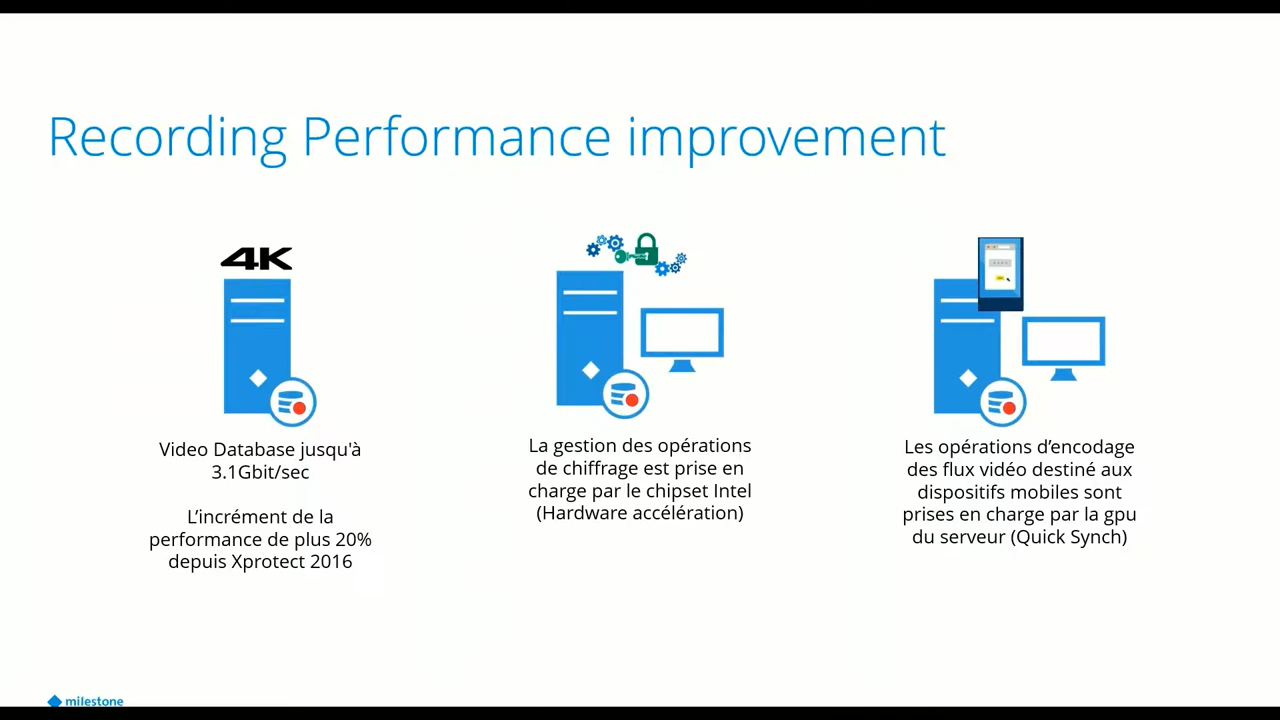 Recording Performance improvement
4K
Video Database jusqu'à
3.1Gbit/sec
L’incrément de la
performance de plus 20%
depuis Xprotect 2016
La gestion des opérations
de chiffrage est prise en
charge par le chipset Intel
(Hardware accélération)
Les opérations d’encodage
des flux vidéo destiné aux
dispositifs mobiles sont
prises en charge par la gpu
du serveur (Quick Synch)
milestone